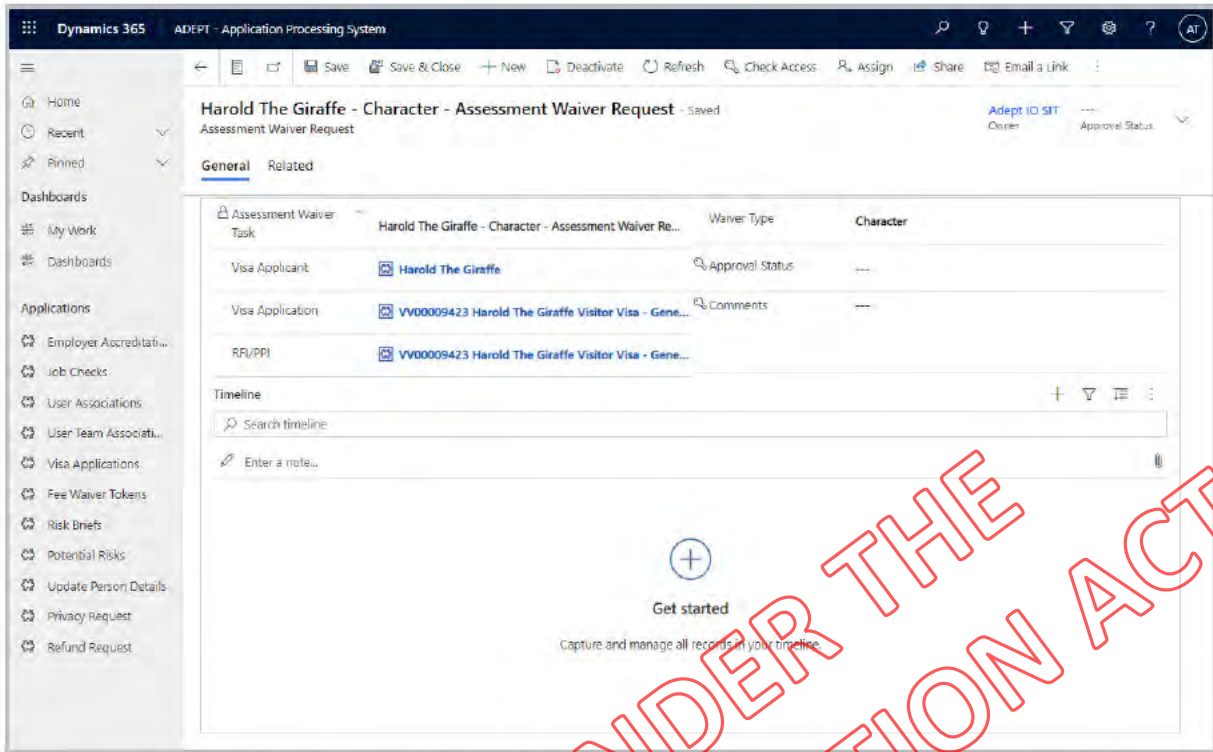 Dynamics 365 ADEPT - Application Processing System ? AT
Save Save & Close New Deactivate Refresh Check Access Assign Share Email a Link
Home
Recent
Pinned
Dashboards
My Work
Dashboards
Applications
Employer Accreditati...
Job Checks
User Associations
User Team Associati...
Visa Applications
Fee Waiver Tokens
Risk Briefs
Potential Risks
Update Person Details
Privacy Request
Refund Request
Harold The Giraffe - Character - Assessment Waiver Request - Saved
Assessment Waiver Request
Adept IO SIT ---
Owner Approval Status
General Related
Assessment Waiver Task Harold The Giraffe - Character - Assessment Waiver Re... Waiver Type Character
Visa Applicant Harold The Giraffe Approval Status ---
Visa Application VV00009423 Harold The Giraffe Visitor Visa - Gene... Comments ---
RFI/PPI VV00009423 Harold The Giraffe Visitor Visa - Gene...
Timeline
Search timeline
Enter a note...
Get started
Capture and manage all records in your timeline.
NDER THE
TION ACT